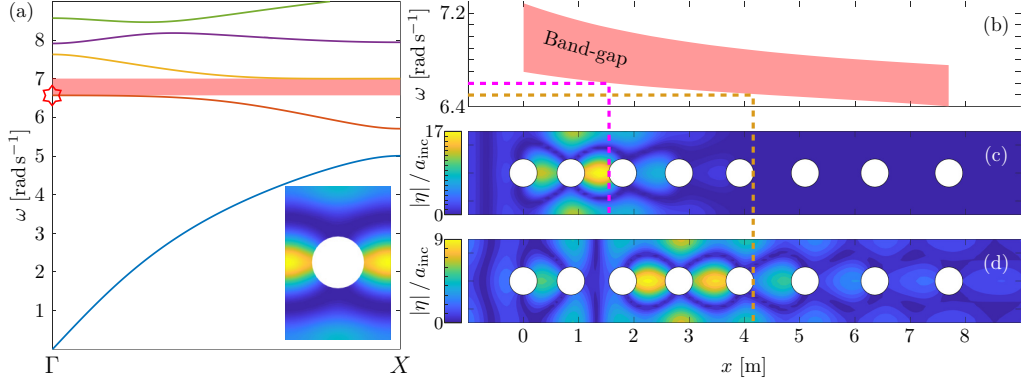 (a)
ω [rad s⁻¹]
8
7
6
5
4
3
2
1
Γ
X
(b)
ω [rad s⁻¹]
7.2
6.4
Band-gap
(c)
|η| / a_inc
17
0
(d)
|η| / a_inc
9
0
0 1 2 3 4 5 6 7 8
x [m]